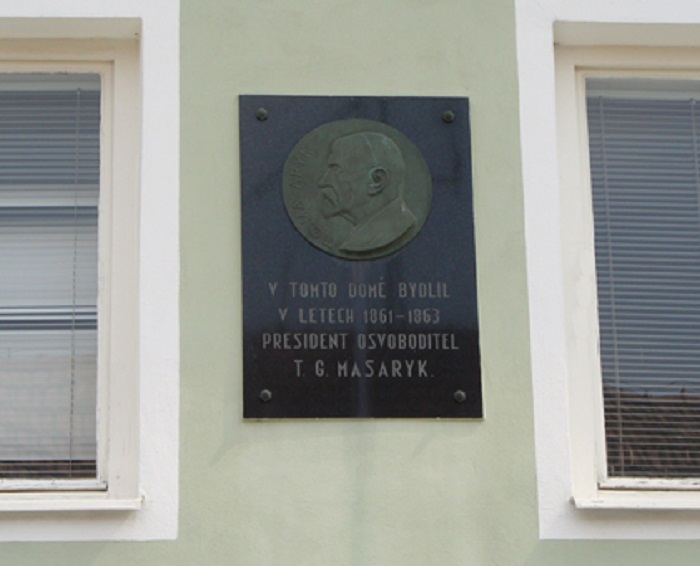 V TOMTO DOMĚ BYDLIL
V LETECH 1861-1863
PRESIDENT OSVOBODITEL
T. G. MASARYK.